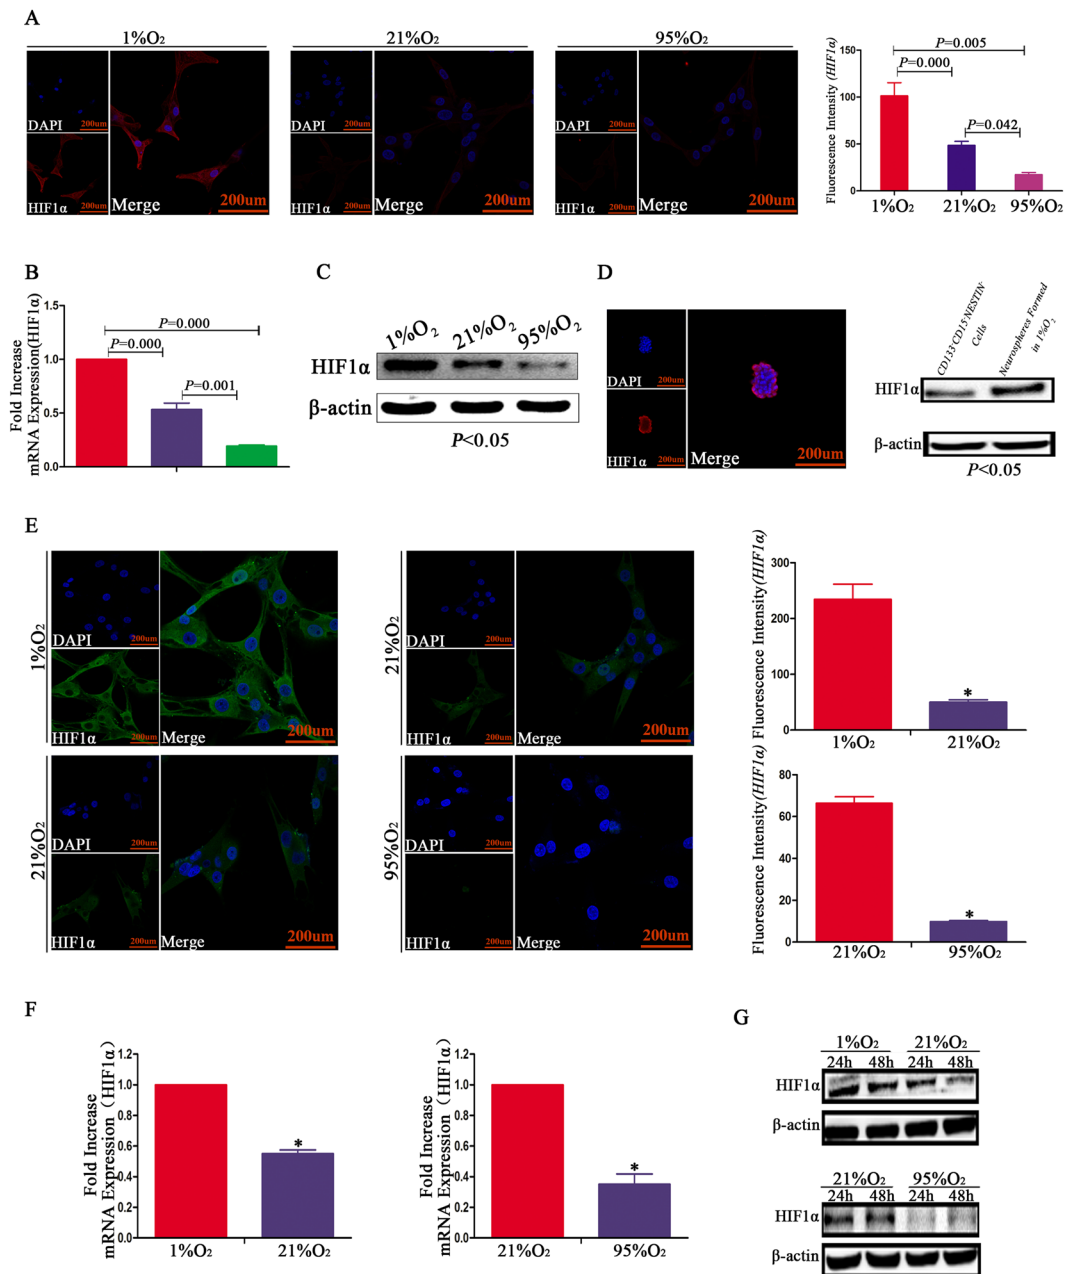 A
1%O2
21%O2
95%O2
DAPI
200um
HIF1α
200um
Merge
200um
DAPI
200um
HIF1α
200um
Merge
200um
DAPI
200um
HIF1α
200um
Merge
200um
Fluorescence Intensity (HIF1α)
150
100
50
0
P=0.005
P=0.000
P=0.042
1%O2
21%O2
95%O2
B
Fold Increase
mRNA Expression(HIF1α)
1.5
1.0
0.5
0.0
P=0.000
P=0.000
P=0.001
C
1%O2
21%O2
95%O2
HIF1α
β-actin
P<0.05
D
DAPI
200um
HIF1α
200um
Merge
200um
CD133-CD15-NESTIN-
Cells
Neurospheres Formed
in 1%O2
HIF1α
β-actin
P<0.05
E
1%O2
DAPI
200um
HIF1α
200um
Merge
200um
21%O2
DAPI
200um
HIF1α
200um
Merge
200um
21%O2
DAPI
200um
HIF1α
200um
Merge
200um
95%O2
DAPI
200um
HIF1α
200um
Merge
200um
Fluorescence Intensity(HIF1α)
300
200
100
0
*
1%O2
21%O2
Fluorescence Intensity(HIF1α)
80
60
40
20
0
*
21%O2
95%O2
F
Fold Increase
mRNA Expression（HIF1α）
1.2
1.0
0.8
0.6
0.4
0.2
0.0
*
1%O2
21%O2
Fold Increase
mRNA Expression（HIF1α）
1.2
1.0
0.8
0.6
0.4
0.2
0.0
*
21%O2
95%O2
G
1%O2
21%O2
24h
48h
24h
48h
HIF1α
β-actin
21%O2
95%O2
24h
48h
24h
48h
HIF1α
β-actin